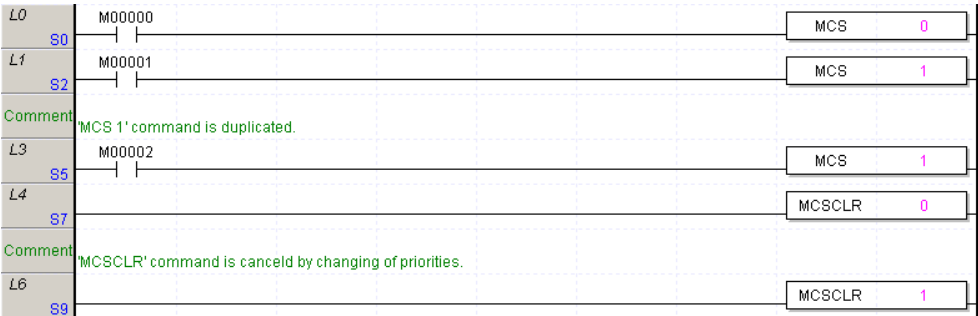 L0 M00000 MCS 0
S0
L1 M00001 MCS 1
S2
Comment 'MCS 1' command is duplicated.
L3 M00002 MCS 1
S5
L4 MCSCLR 0
S7
Comment 'MCSCLR' command is canceld by changing of priorities.
L6 MCSCLR 1
S9